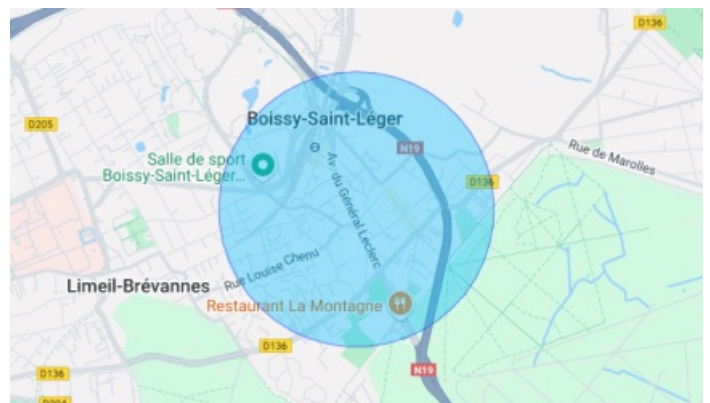 D136
D205
Boissy-Saint-Léger
N19
Rue de Marolles
Salle de sport
Boissy-Saint-Léger...
D136
Av. du Général Leclerc
Rue Louise Chenu
Limeil-Brévannes
Restaurant La Montagne
D136
N19
D136
D204